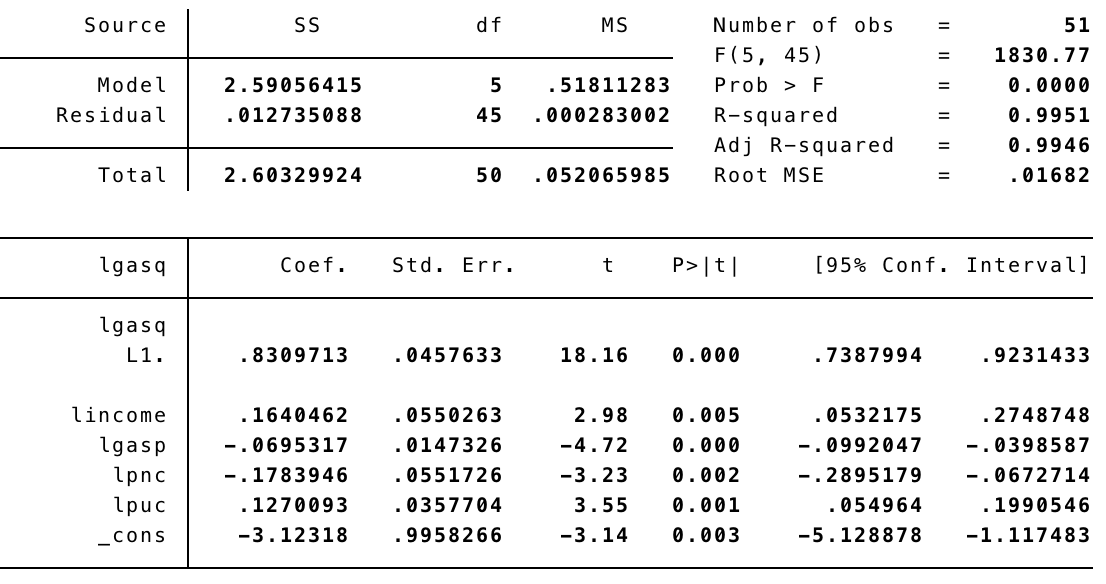 Source SS df MS Number of obs = 51
F(5, 45) = 1830.77
Model 2.59056415 5 .51811283 Prob > F = 0.0000
Residual .012735088 45 .000283002 R-squared = 0.9951
Adj R-squared = 0.9946
Total 2.60329924 50 .052065985 Root MSE = .01682
lgasq Coef. Std. Err. t P>|t| [95% Conf. Interval]
lgasq
L1. .8309713 .0457633 18.16 0.000 .7387994 .9231433
lincome .1640462 .0550263 2.98 0.005 .0532175 .2748748
lgasp -.0695317 .0147326 -4.72 0.000 -.0992047 -.0398587
lpnc -.1783946 .0551726 -3.23 0.002 -.2895179 -.0672714
lpuc .1270093 .0357704 3.55 0.001 .054964 .1990546
_cons -3.12318 .9958266 -3.14 0.003 -5.128878 -1.117483